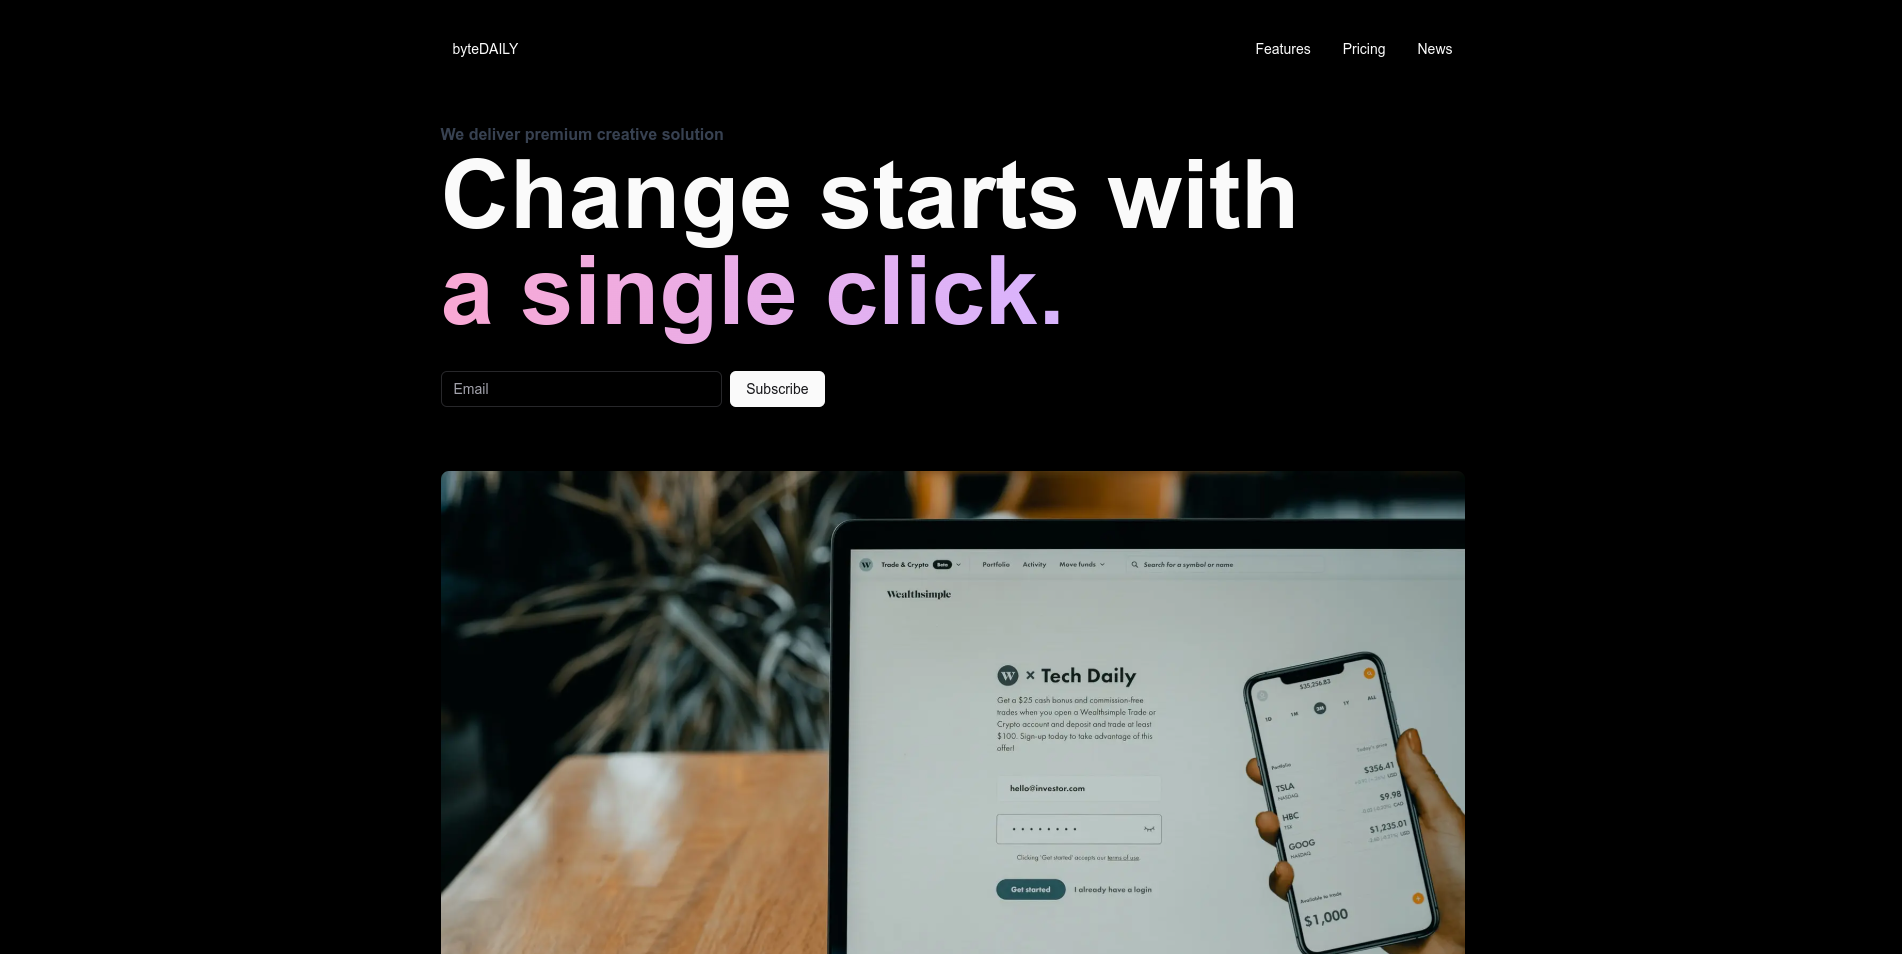 byteDAILY
Features Pricing News
We deliver premium creative solution
Change starts with
a single click.
Email
Subscribe
W Trade & Crypto Beta Portfolio Activity Move funds Search for a symbol or name
Wealthsimple
W × Tech Daily
Get a $25 cash bonus and commission-free
trades when you open a Wealthsimple Trade or
Crypto account and deposit and trade at least
$100. Sign-up today to take advantage of this
offer!
hello@investor.com
Clicking 'Get started' accepts our terms of use
Get started
I already have a login
$35,256.83
1D 1M 3M 1Y ALL
Today's price
Portfolio
TSLA $356.41
NASDAQ USD
HBC $9.98
TSX CAD
GOOG $1,235.01
NASDAQ USD
Available to trade
$1,000